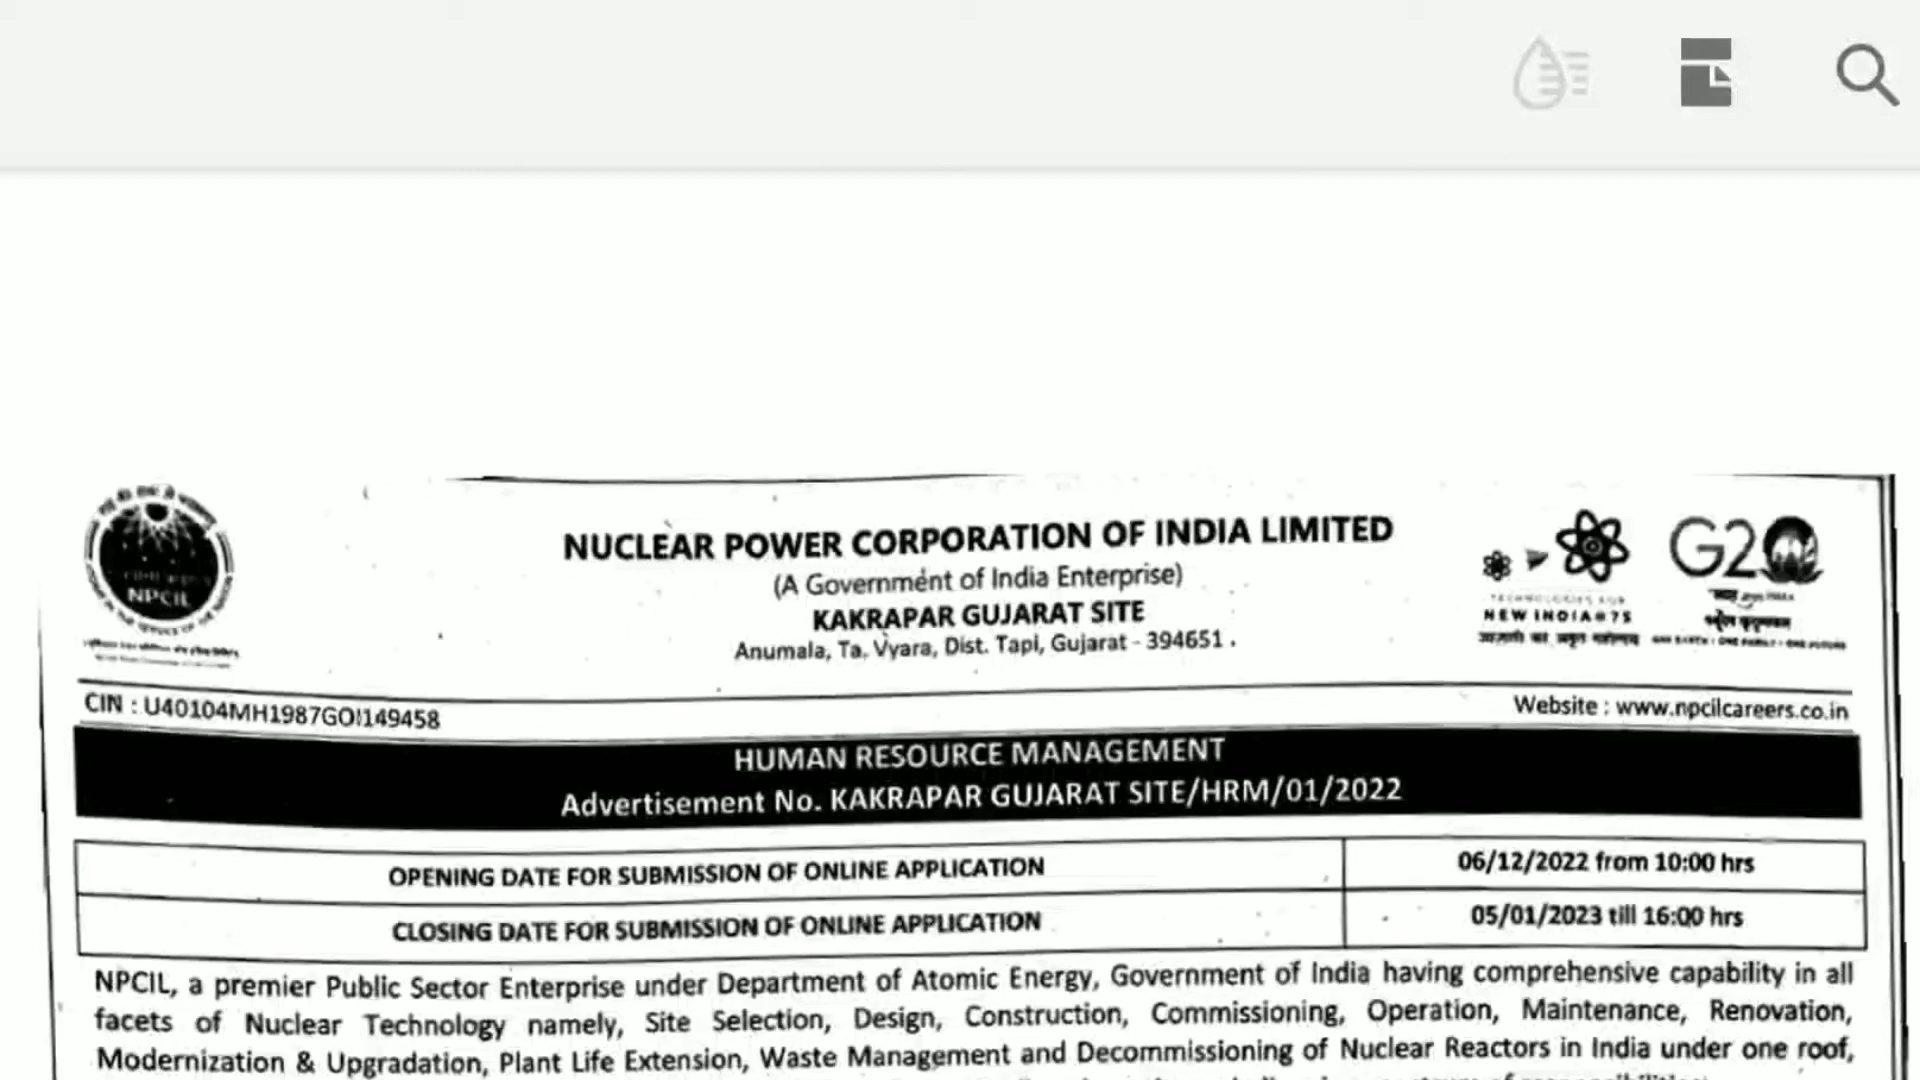 NUCLEAR POWER CORPORATION OF INDIA LIMITED
(A Government of India Enterprise)
KAKRAPAR GUJARAT SITE
Anumala, Ta. Vyara, Dist. Tapi, Gujarat - 394651.
NPCIL
NEW INDIA@75
G20
CIN : U40104MH1987GOI149458
Website : www.npcilcareers.co.in
HUMAN RESOURCE MANAGEMENT
Advertisement No. KAKRAPAR GUJARAT SITE/HRM/01/2022
OPENING DATE FOR SUBMISSION OF ONLINE APPLICATION 06/12/2022 from 10:00 hrs
CLOSING DATE FOR SUBMISSION OF ONLINE APPLICATION 05/01/2023 till 16:00 hrs
NPCIL, a premier Public Sector Enterprise under Department of Atomic Energy, Government of India having comprehensive capability in all
facets of Nuclear Technology namely, Site Selection, Design, Construction, Commissioning, Operation, Maintenance, Renovation,
Modernization & Upgradation, Plant Life Extension, Waste Management and Decommissioning of Nuclear Reactors in India under one roof,